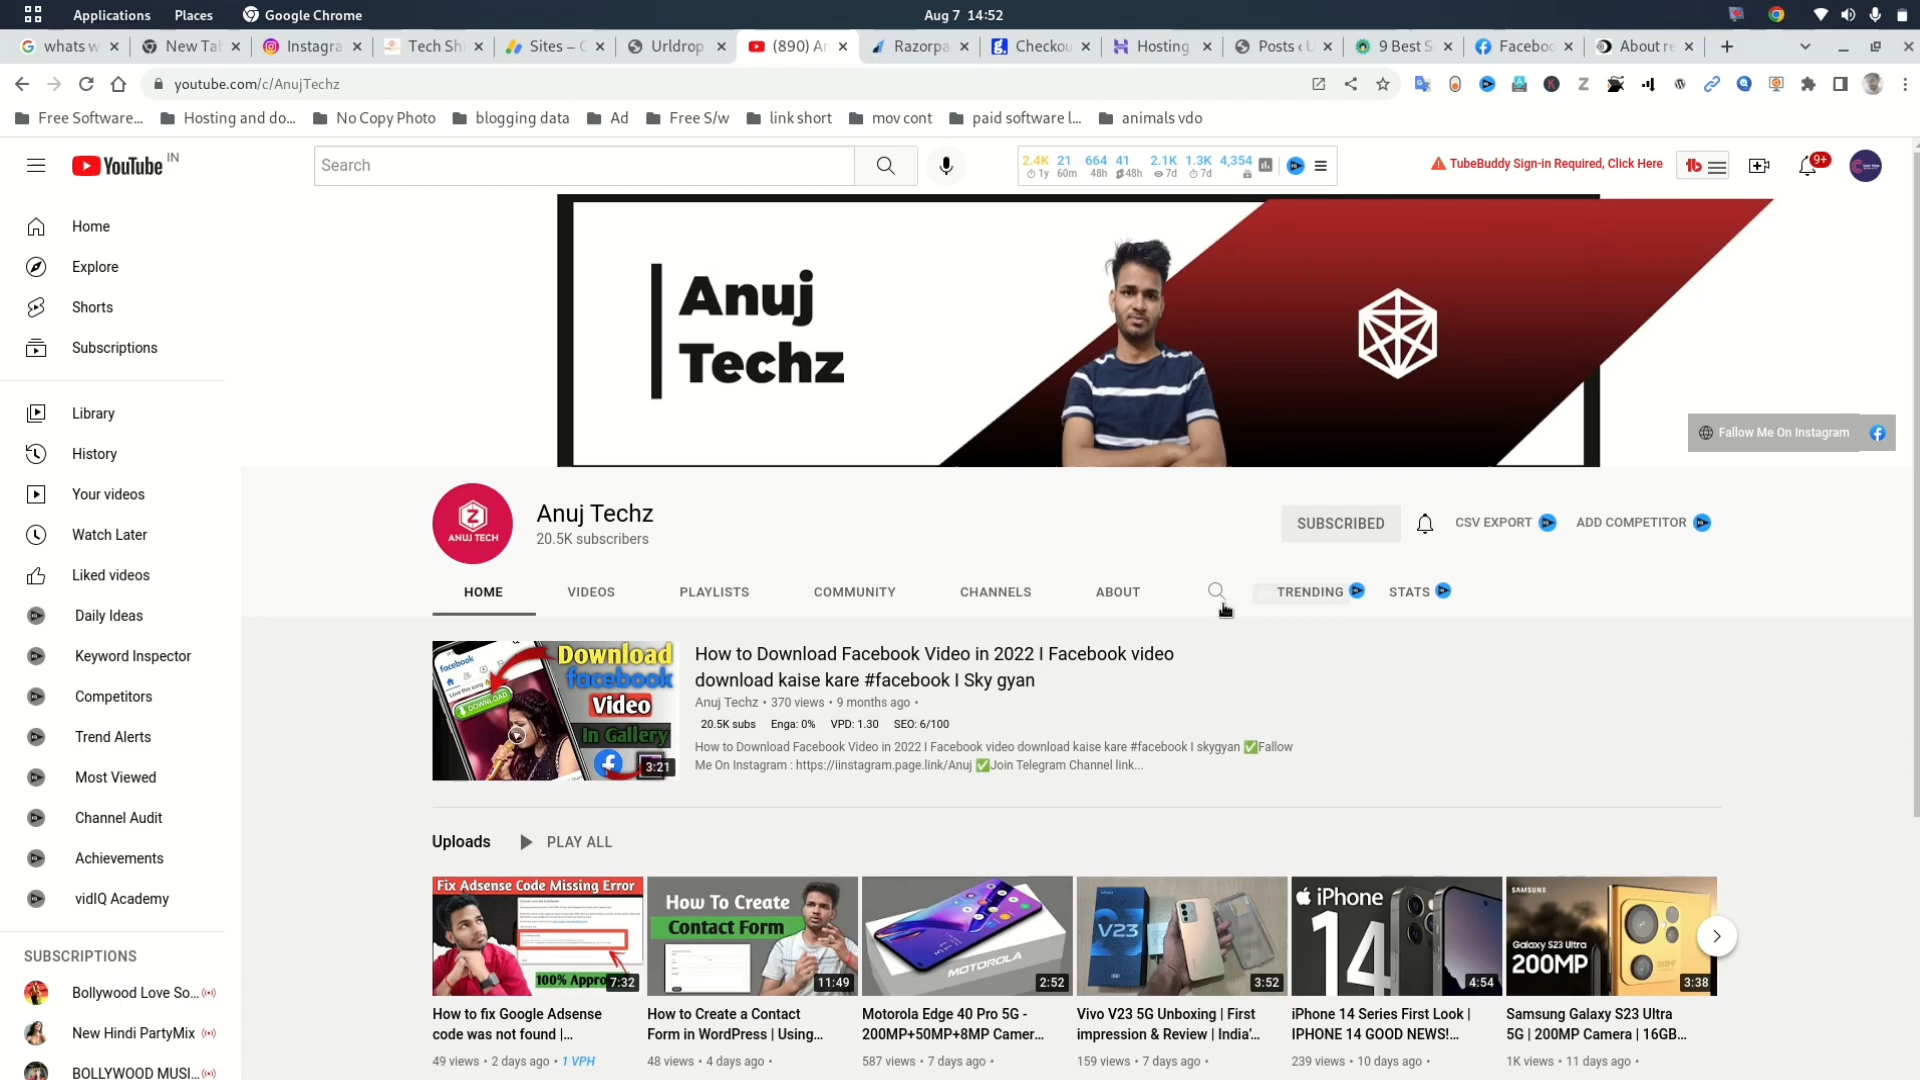 Applications Places Google Chrome Aug 7 14:52
whats w New Ta Instagra Tech Sh Sites – G Urldrop (890) An Razorpa Checkou Hosting Posts ‹ U 9 Best S Faceboo About re
youtube.com/c/AnujTechz
Free Software... Hosting and do... No Copy Photo blogging data Ad Free S/w link short mov cont paid software l... animals vdo
YouTube IN
Search
2.4K 21 664 41 2.1K 1.3K 4,354
1y 60m 48h 48h 7d 7d
TubeBuddy Sign-in Required, Click Here
9+
Home
Explore
Shorts
Subscriptions
Library
History
Your videos
Watch Later
Liked videos
Daily Ideas
Keyword Inspector
Competitors
Trend Alerts
Most Viewed
Channel Audit
Achievements
vidIQ Academy
SUBSCRIPTIONS
Bollywood Love So...
New Hindi PartyMix
BOLLYWOOD MUSI...
Anuj
Techz
Fallow Me On Instagram
ANUJ TECH
Anuj Techz
20.5K subscribers
SUBSCRIBED CSV EXPORT ADD COMPETITOR
HOME VIDEOS PLAYLISTS COMMUNITY CHANNELS ABOUT TRENDING STATS
facebook
DOWNLOAD
Download
facebook
Video
In Gallery
3:21
How to Download Facebook Video in 2022 I Facebook video
download kaise kare #facebook I Sky gyan
Anuj Techz • 370 views • 9 months ago •
20.5K subs Enga: 0% VPD: 1.30 SEO: 6/100
How to Download Facebook Video in 2022 I Facebook video download kaise kare #facebook I skygyan ✅Fallow
Me On Instagram : https://iinstagram.page.link/Anuj ✅Join Telegram Channel link...
Uploads PLAY ALL
Fix Adsense Code Missing Error
100% Appro
7:32
How to fix Google Adsense
code was not found |...
49 views • 2 days ago • 1 VPH
How To Create
Contact Form
11:49
How to Create a Contact
Form in WordPress | Using...
48 views • 4 days ago •
MOTOROLA
2:52
Motorola Edge 40 Pro 5G -
200MP+50MP+8MP Camer...
587 views • 7 days ago •
V23
3:52
Vivo V23 5G Unboxing | First
impression & Review | India'...
159 views • 7 days ago •
iPhone
14
4:54
iPhone 14 Series First Look |
IPHONE 14 GOOD NEWS!...
239 views • 10 days ago •
SAMSUNG
Galaxy S23 Ultra
200MP
3:38
Samsung Galaxy S23 Ultra
5G | 200MP Camera | 16GB...
1K views • 11 days ago •